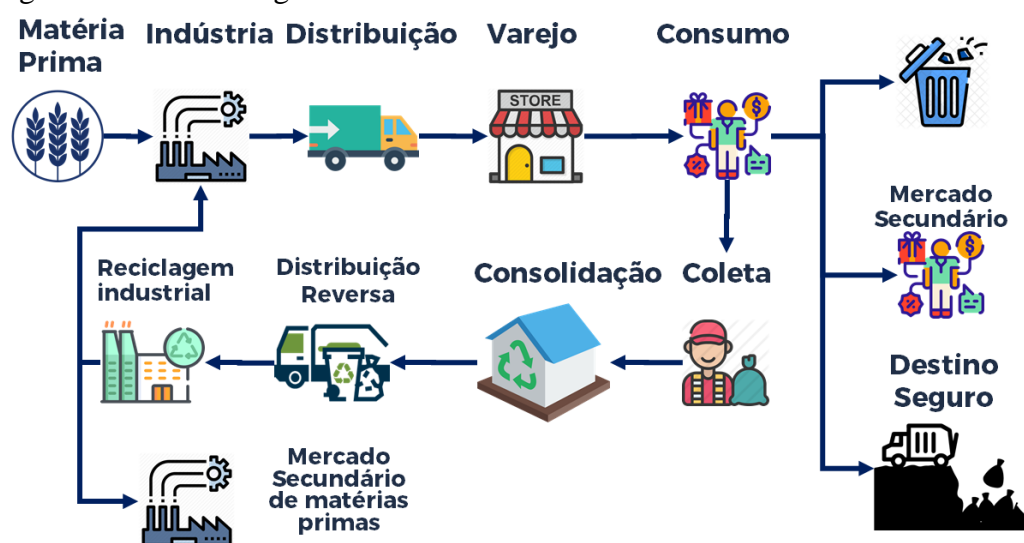 Matéria
Prima
Indústria
Distribuição
Varejo
Consumo
STORE
Mercado
Secundário
Reciclagem
industrial
Distribuição
Reversa
Consolidação
Coleta
Destino
Seguro
Mercado
Secundário
de matérias
primas